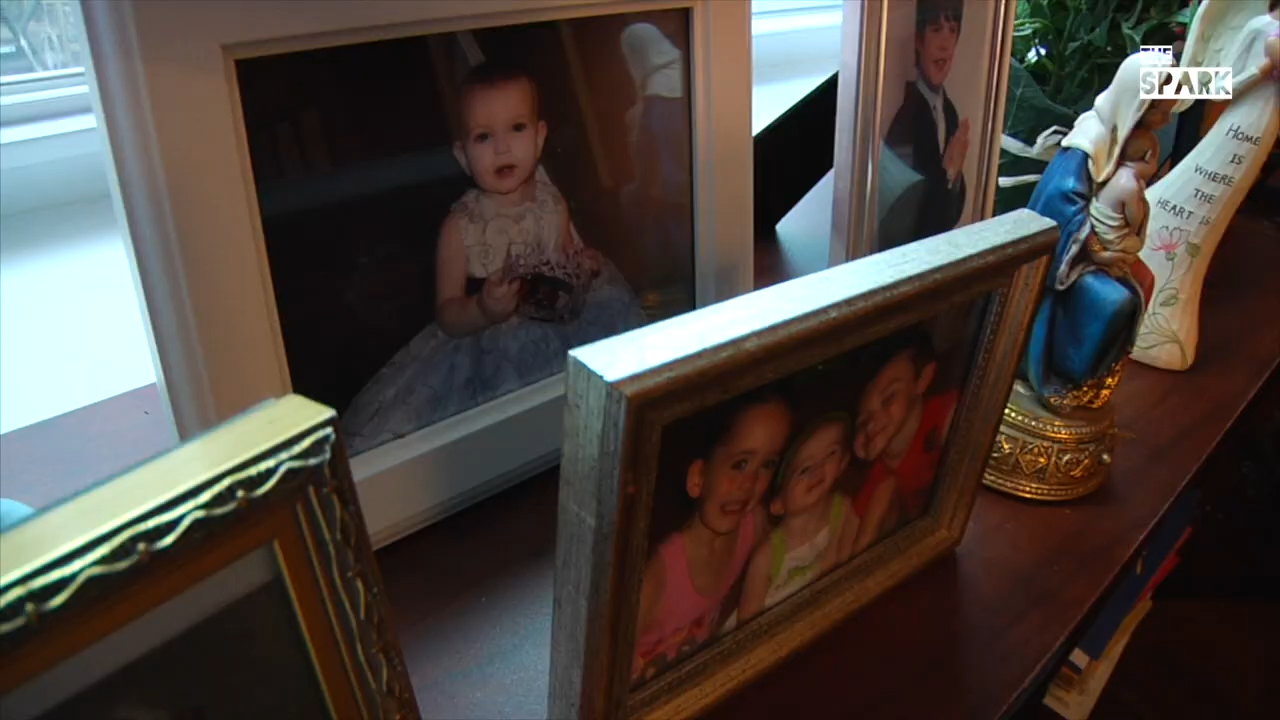 THE
SPARK
HOME
IS
WHERE
THE
HEART IS